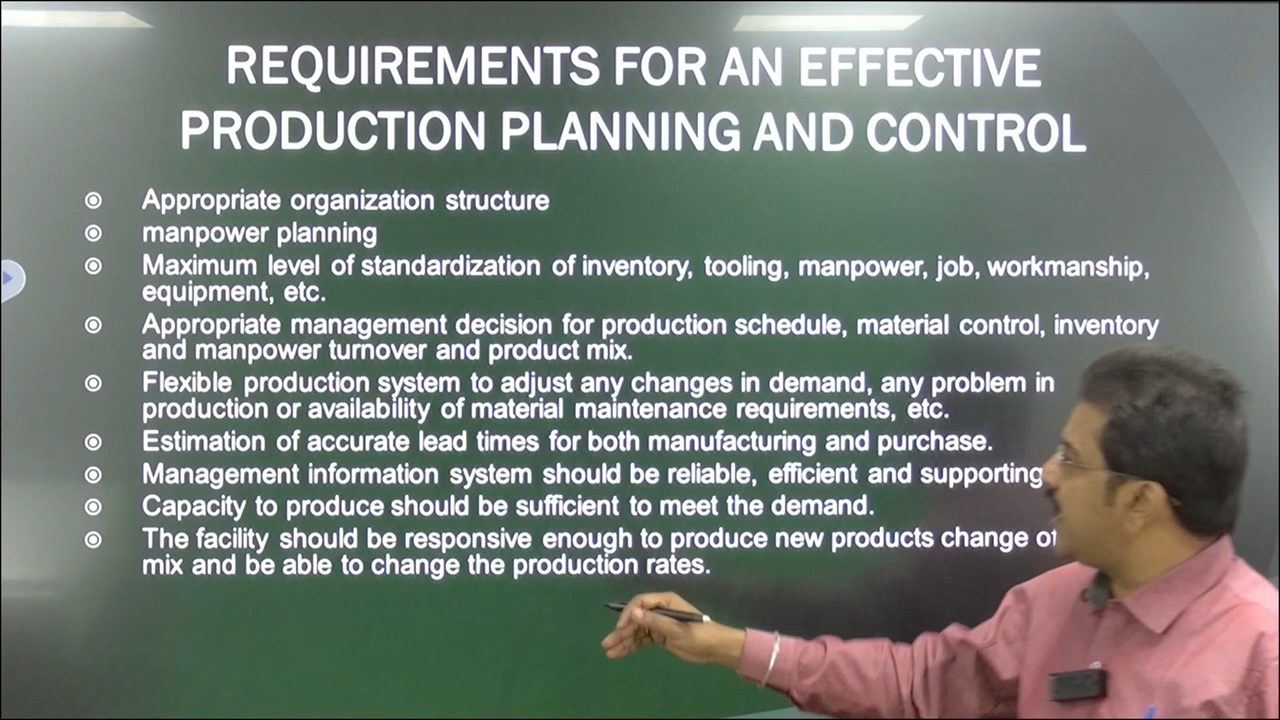 REQUIREMENTS FOR AN EFFECTIVE
PRODUCTION PLANNING AND CONTROL
Appropriate organization structure
manpower planning
Maximum level of standardization of inventory, tooling, manpower, job, workmanship,
equipment, etc.
Appropriate management decision for production schedule, material control, inventory
and manpower turnover and product mix.
Flexible production system to adjust any changes in demand, any problem in
production or availability of material maintenance requirements, etc.
Estimation of accurate lead times for both manufacturing and purchase.
Management information system should be reliable, efficient and supporting
Capacity to produce should be sufficient to meet the demand.
The facility should be responsive enough to produce new products change of
mix and be able to change the production rates.